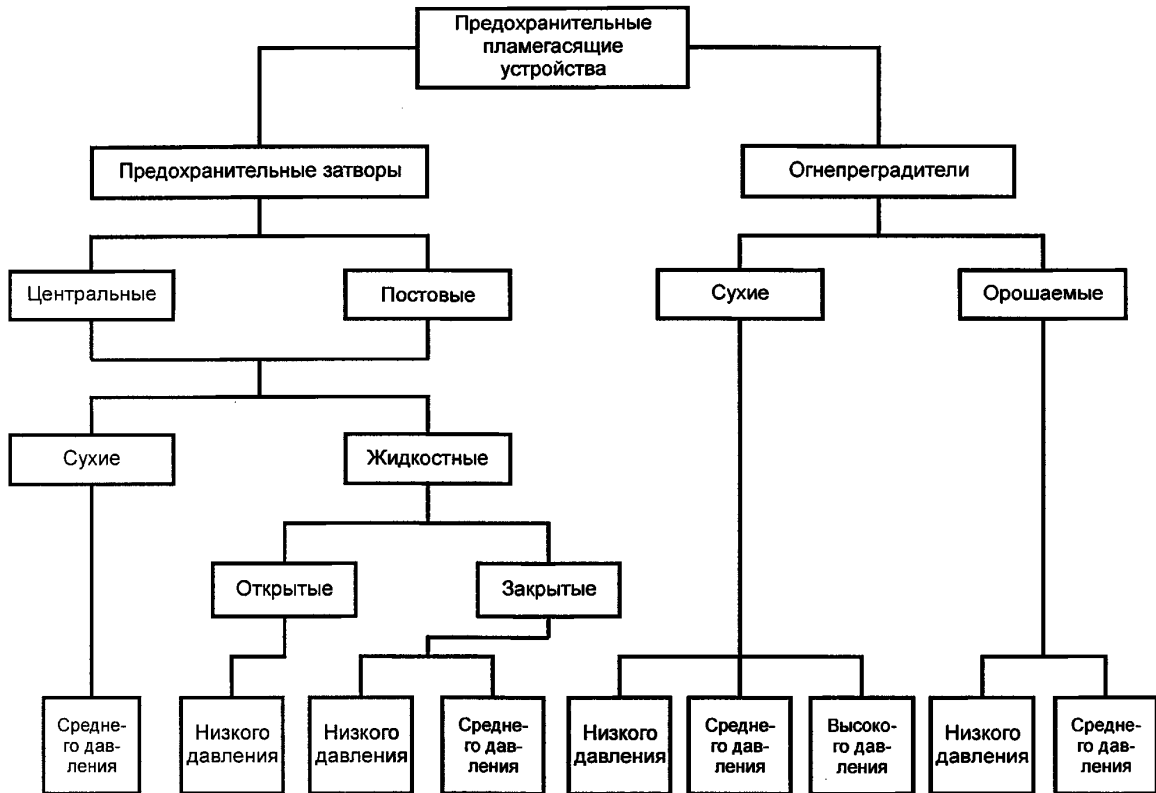 Предохранительные
пламегасящие
устройства
Предохранительные затворы
Огнепреградители
Центральные
Постовые
Сухие
Орошаемые
Сухие
Жидкостные
Открытые
Закрытые
Средне-
го дав-
ления
Низкого
давления
Низкого
давления
Средне-
го дав-
ления
Низкого
давления
Средне-
го дав-
ления
Высоко-
го дав-
ления
Низкого
давления
Средне-
го дав-
ления